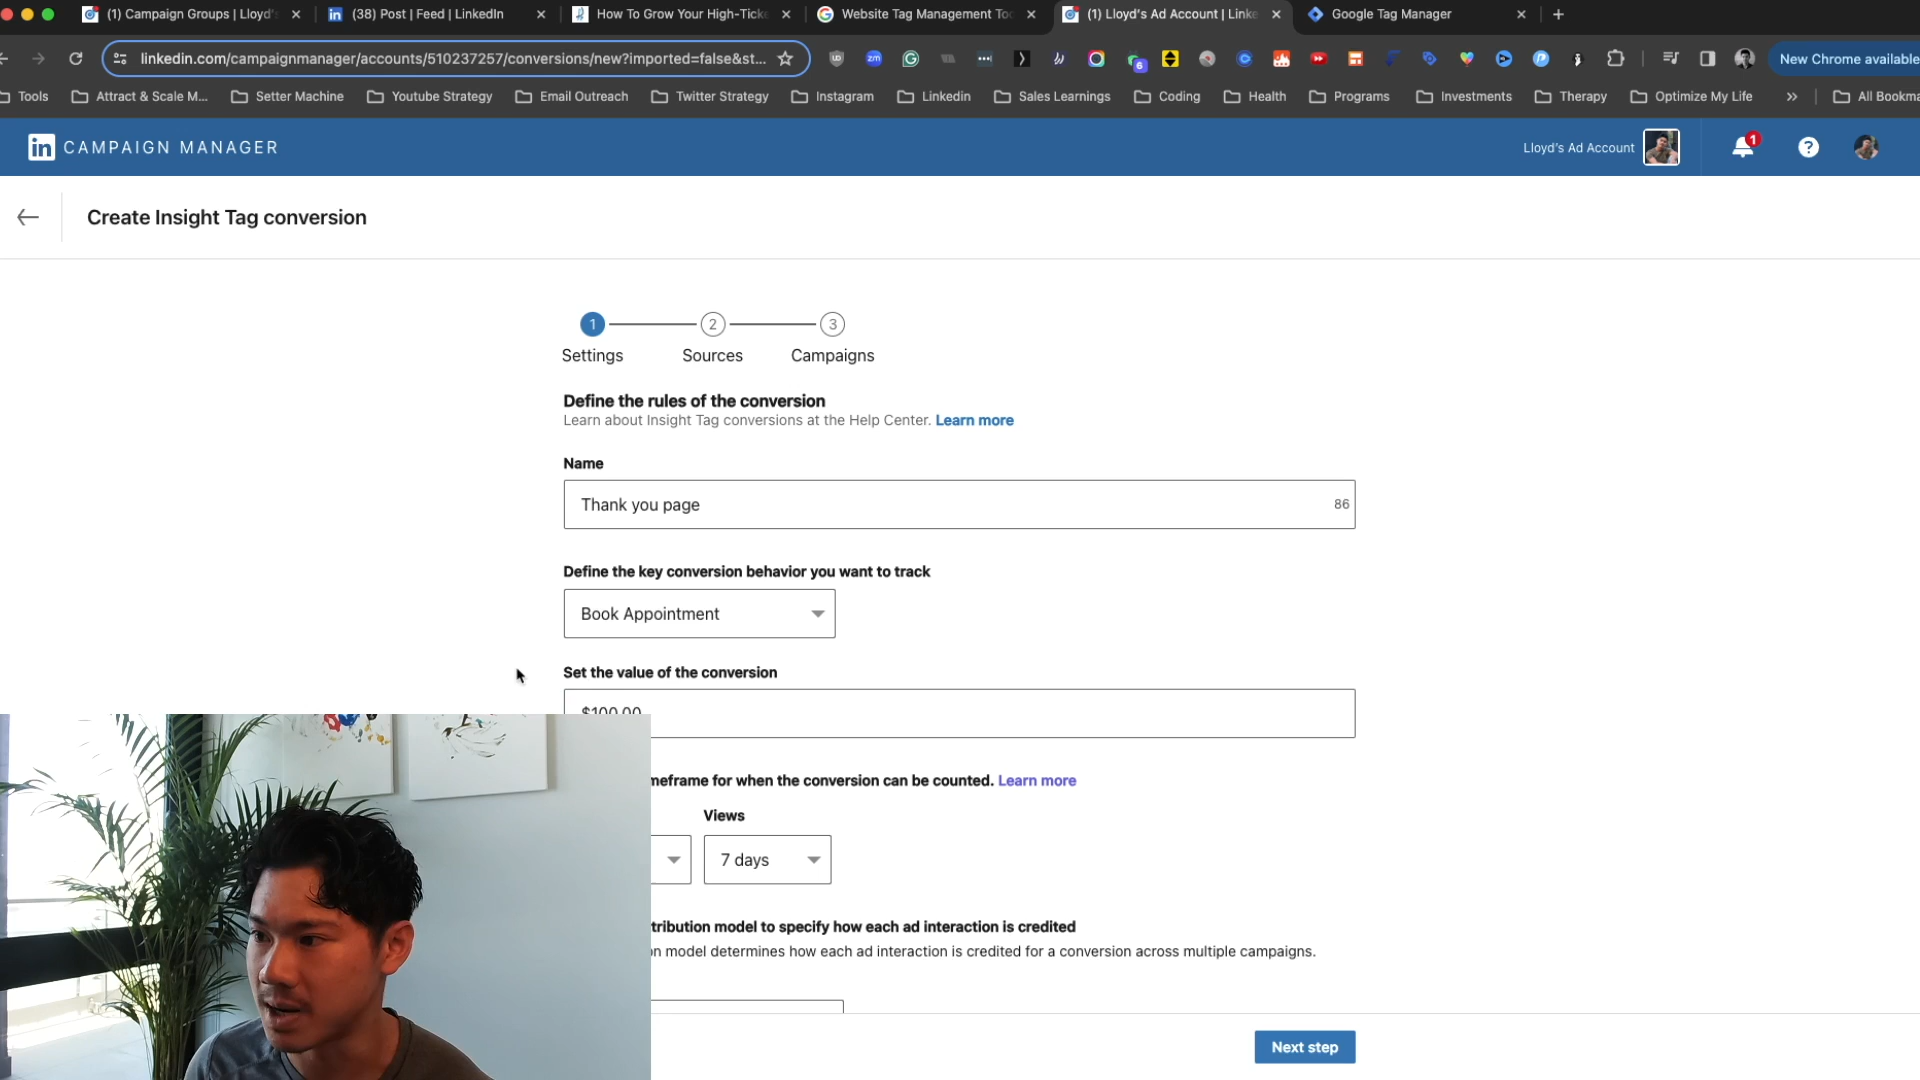 (1) Campaign Groups | Lloyd's
(38) Post | Feed | LinkedIn
How To Grow Your High-Ticke
Website Tag Management Too
(1) Lloyd's Ad Account | Linke
Google Tag Manager
linkedin.com/campaignmanager/accounts/510237257/conversions/new?imported=false&st...
New Chrome available
Tools
Attract & Scale M...
Setter Machine
Youtube Strategy
Email Outreach
Twitter Strategy
Instagram
Linkedin
Sales Learnings
Coding
Health
Programs
Investments
Therapy
Optimize My Life
All Bookma
in CAMPAIGN MANAGER
Lloyd's Ad Account
1
Create Insight Tag conversion
1 2 3
Settings Sources Campaigns
Define the rules of the conversion
Learn about Insight Tag conversions at the Help Center. Learn more
Name
Thank you page 86
Define the key conversion behavior you want to track
Book Appointment
Set the value of the conversion
$100.00
meframe for when the conversion can be counted. Learn more
Views
7 days
tribution model to specify how each ad interaction is credited
n model determines how each ad interaction is credited for a conversion across multiple campaigns.
Next step